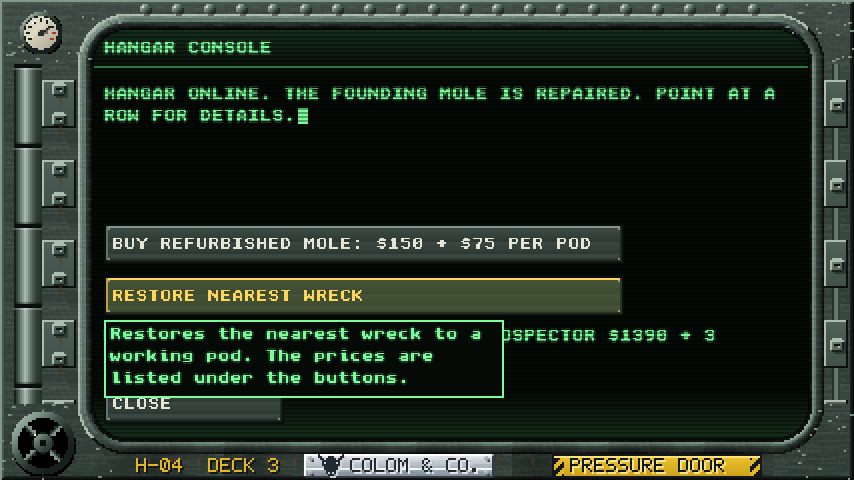 HANGAR CONSOLE
HANGAR ONLINE. THE FOUNDING MOLE IS REPAIRED. POINT AT A
ROW FOR DETAILS.
BUY REFURBISHED MOLE: $150 + $75 PER POD
RESTORE NEAREST WRECK
Restores the nearest wreck to a
working pod. The prices are
listed under the buttons.
OSPECTOR $1390 + 3
CLOSE
H-04 DECK 3 COLOM & CO. PRESSURE DOOR